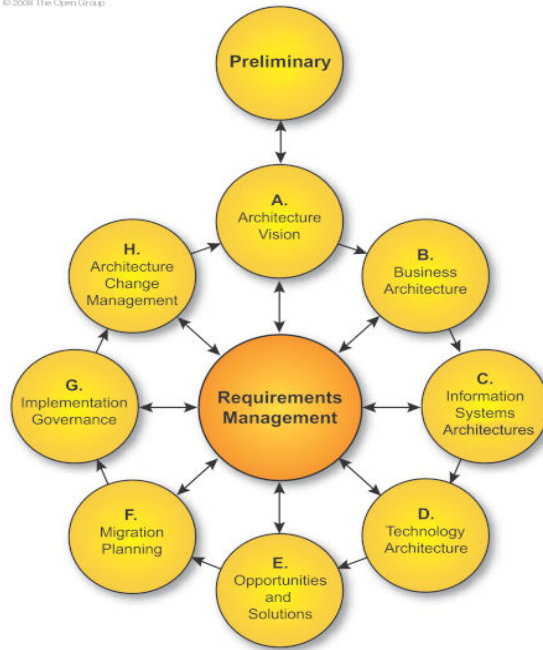 © 2008 The Open Group
Preliminary
A.
Architecture
Vision
B.
Business
Architecture
C.
Information
Systems
Architectures
D.
Technology
Architecture
E.
Opportunities
and
Solutions
F.
Migration
Planning
G.
Implementation
Governance
H.
Architecture
Change
Management
Requirements
Management